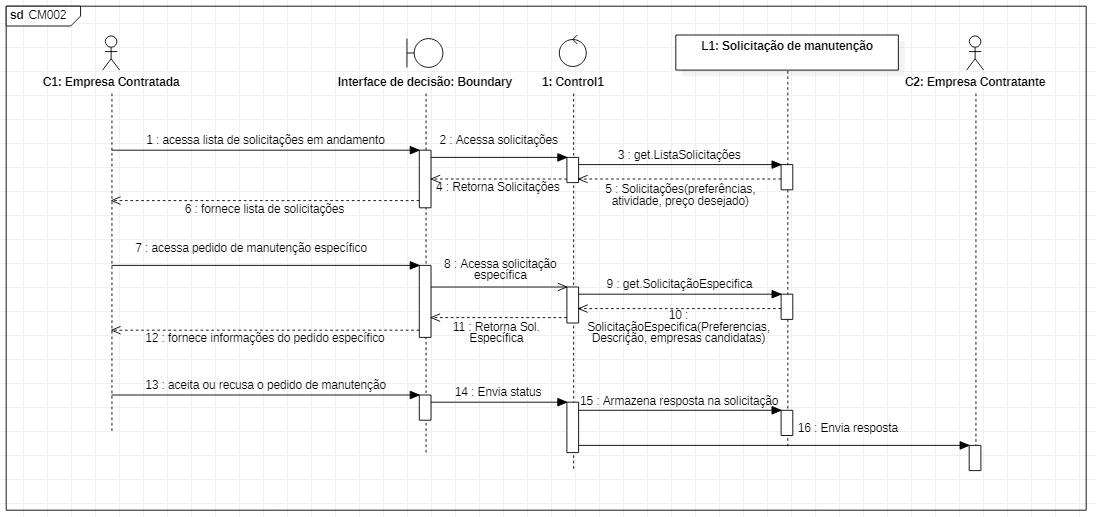 sd CM002
C1: Empresa Contratada
Interface de decisão: Boundary
1: Control1
L1: Solicitação de manutenção
C2: Empresa Contratante
1 : acessa lista de solicitações em andamento
2 : Acessa solicitações
3 : get.ListaSolicitações
4 : Retorna Solicitações
5 : Solicitações(preferências,
atividade, preço desejado)
6 : fornece lista de solicitações
7 : acessa pedido de manutenção específico
8 : Acessa solicitação
específica
9 : get.SolicitaçãoEspecifica
10 :
SolicitaçãoEspecifica(Preferencias,
Descrição, empresas candidatas)
11 : Retorna Sol.
Específica
12 : fornece informações do pedido específico
13 : aceita ou recusa o pedido de manutenção
14 : Envia status
15 : Armazena resposta na solicitação
16 : Envia resposta